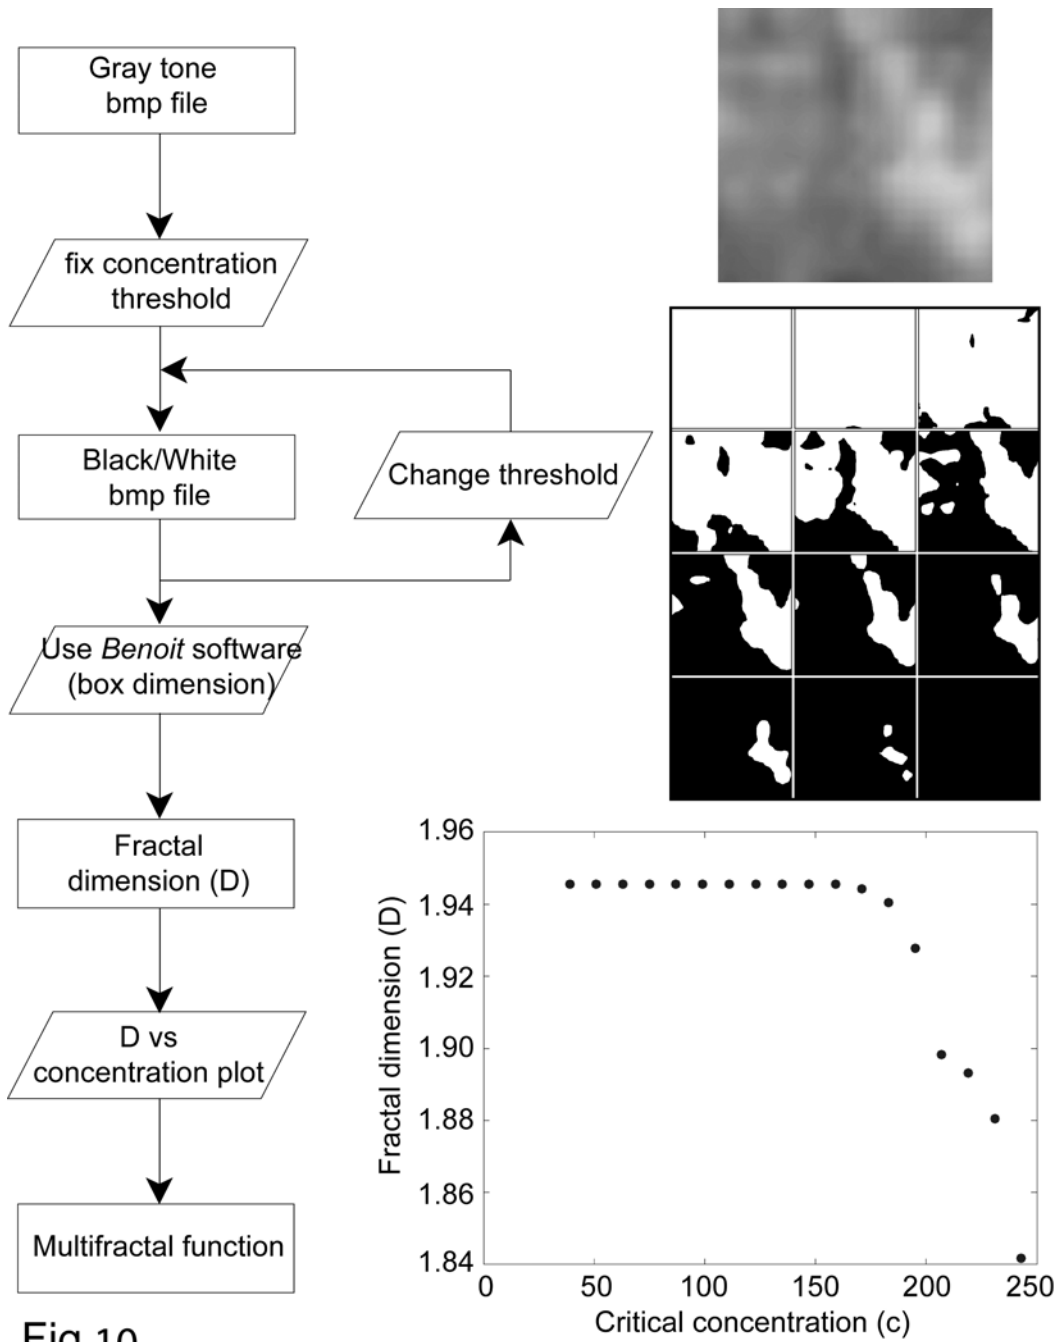 Gray tone
bmp file
fix concentration
threshold
Black/White
bmp file
Change threshold
Use Benoit software
(box dimension)
Fractal
dimension (D)
D vs
concentration plot
Multifractal function
1.96
1.94
1.92
1.90
1.88
1.86
1.84
Fractal dimension (D)
0
50
100
150
200
250
Critical concentration (c)
Fig 10